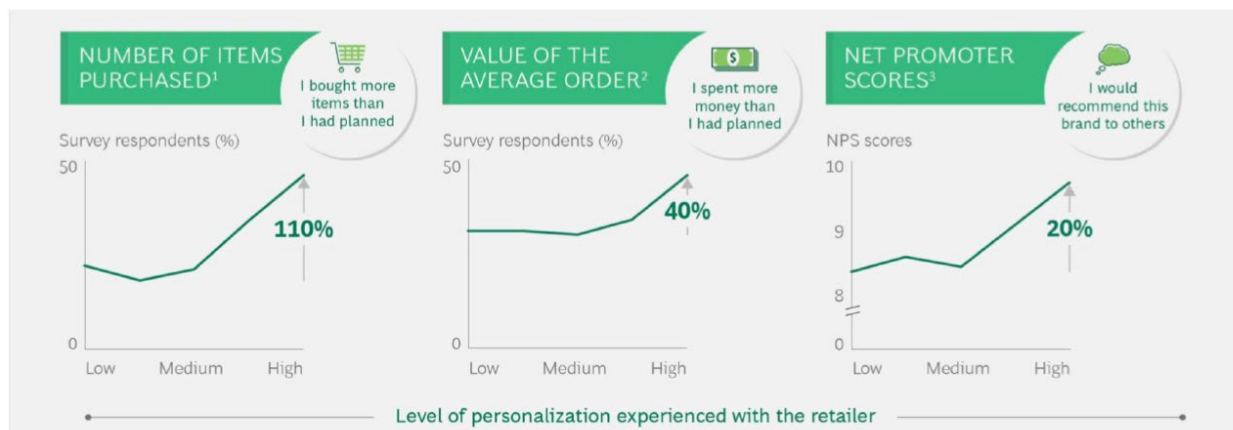 NUMBER OF ITEMS
PURCHASED¹
I bought more
items than
I had planned
Survey respondents (%)
50
110%
0
Low Medium High
VALUE OF THE
AVERAGE ORDER²
$
I spent more
money than
I had planned
Survey respondents (%)
50
40%
0
Low Medium High
NET PROMOTER
SCORES³
I would
recommend this
brand to others
NPS scores
10
9
20%
8
0
Low Medium High
Level of personalization experienced with the retailer